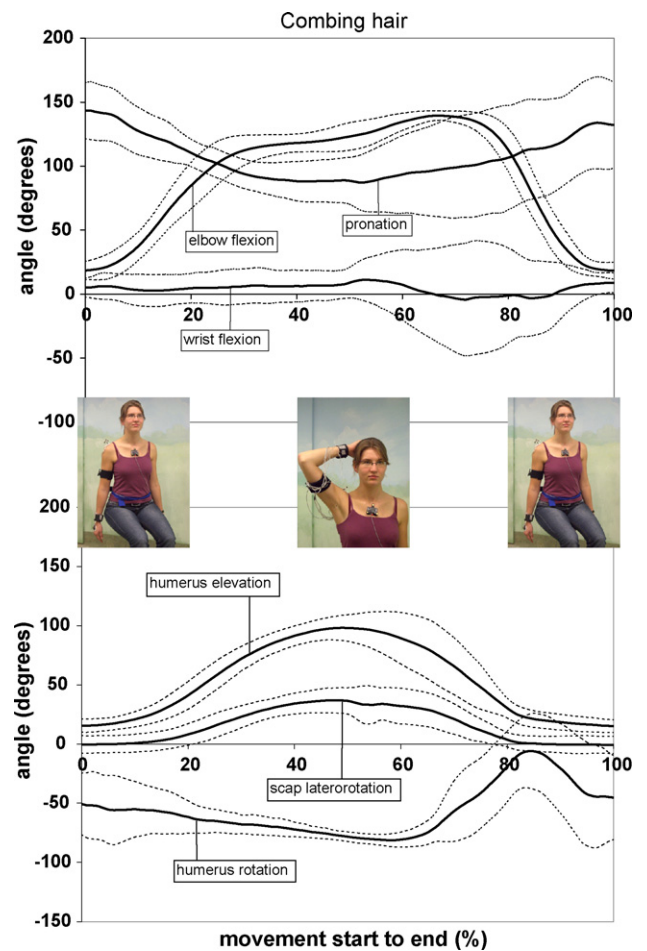 Combing hair
200
150
100
50
0
-50
-100
angle (degrees)
elbow flexion
pronation
wrist flexion
0 20 40 60 80 100
200
150
100
50
0
-50
-100
-150
angle (degrees)
humerus elevation
scap laterorotation
humerus rotation
0 20 40 60 80 100
movement start to end (%)